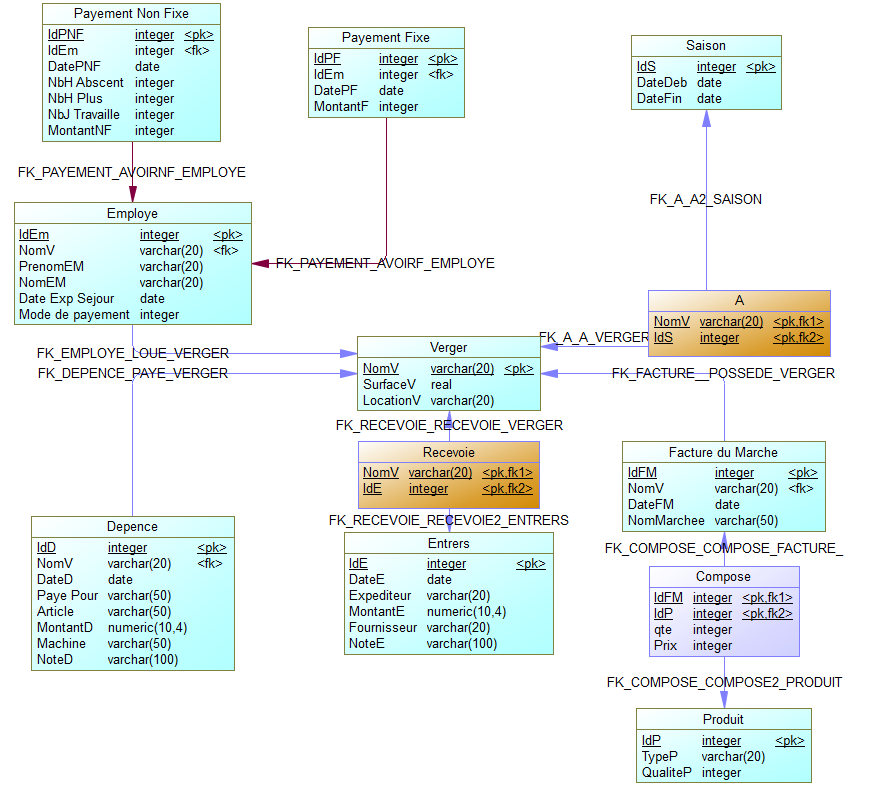 Payement Non Fixe
IdPNF integer <pk>
IdEm integer <fk>
DatePNF date
NbH Abscent integer
NbH Plus integer
NbJ Travaille integer
MontantNF integer
Payement Fixe
IdPF integer <pk>
IdEm integer <fk>
DatePF date
MontantF integer
Saison
IdS integer <pk>
DateDeb date
DateFin date
FK_PAYEMENT_AVOIRNF_EMPLOYE
FK_A_A2_SAISON
Employe
IdEm integer <pk>
NomV varchar(20) <fk>
PrenomEM varchar(20)
NomEM varchar(20)
Date Exp Sejour date
Mode de payement integer
FK_PAYEMENT_AVOIRF_EMPLOYE
A
NomV varchar(20) <pk,fk1>
IdS integer <pk,fk2>
FK_A_A_VERGER
FK_EMPLOYE_LOUE_VERGER
FK_DEPENCE_PAYE_VERGER
Verger
NomV varchar(20) <pk>
SurfaceV real
LocationV varchar(20)
FK_FACTURE__POSSEDE_VERGER
FK_RECEVOIE_RECEVOIE_VERGER
Recevoie
NomV varchar(20) <pk,fk1>
IdE integer <pk,fk2>
FK_RECEVOIE_RECEVOIE2_ENTRERS
Facture du Marche
IdFM integer <pk>
NomV varchar(20) <fk>
DateFM date
NomMarchee varchar(50)
Depence
IdD integer <pk>
NomV varchar(20) <fk>
DateD date
Paye Pour varchar(50)
Article varchar(50)
MontantD numeric(10,4)
Machine varchar(50)
NoteD varchar(100)
Entrers
IdE integer <pk>
DateE date
Expediteur varchar(20)
MontantE numeric(10,4)
Fournisseur varchar(20)
NoteE varchar(100)
FK_COMPOSE_COMPOSE_FACTURE_
Compose
IdFM integer <pk,fk1>
IdP integer <pk,fk2>
qte integer
Prix integer
FK_COMPOSE_COMPOSE2_PRODUIT
Produit
IdP integer <pk>
TypeP varchar(20)
QualiteP integer